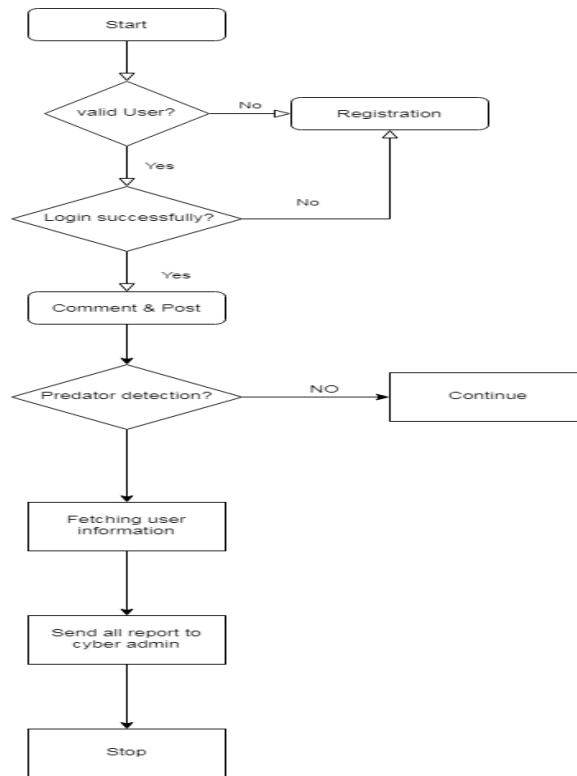 Start
valid User?
No
Registration
Yes
Login successfully?
No
Yes
Comment & Post
Predator detection?
NO
Continue
Fetching user
information
Send all report to
cyber admin
Stop